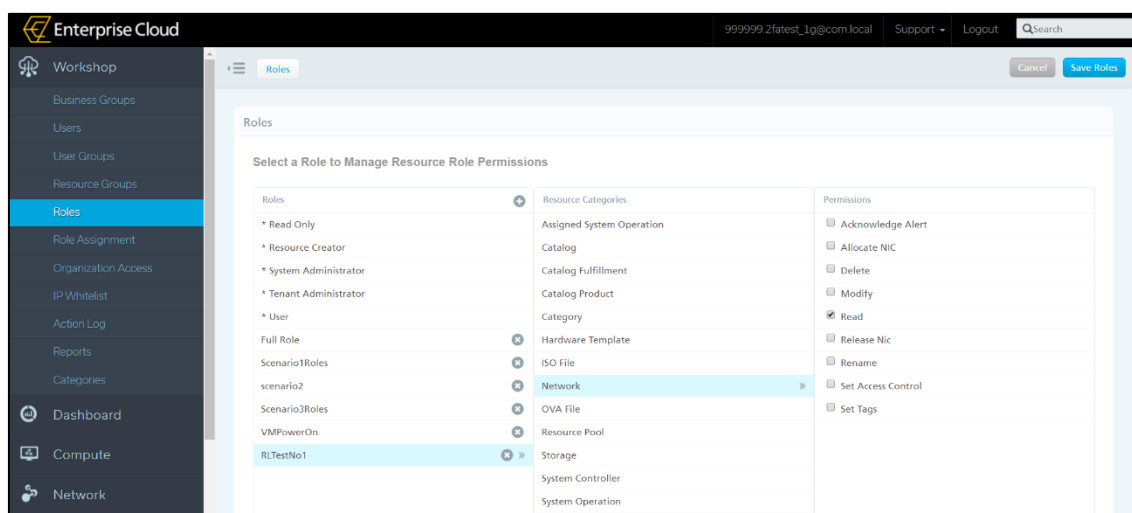 Enterprise Cloud
999999.2fatest_1g@com.local Support Logout Search
Workshop
Business Groups
Users
User Groups
Resource Groups
Roles
Role Assignment
Organization Access
IP Whitelist
Action Log
Reports
Categories
Dashboard
Compute
Network
Roles
Cancel Save Roles
Roles
Select a Role to Manage Resource Role Permissions
Roles Resource Categories Permissions
* Read Only Assigned System Operation Acknowledge Alert
* Resource Creator Catalog Allocate NIC
* System Administrator Catalog Fulfillment Delete
* Tenant Administrator Catalog Product Modify
* User Category Read
Full Role Hardware Template Release Nic
Scenario1Roles ISO File Rename
scenario2 Network » Set Access Control
Scenario3Roles OVA File Set Tags
VMPowerOn Resource Pool
RLTestNo1 » Storage
System Controller
System Operation